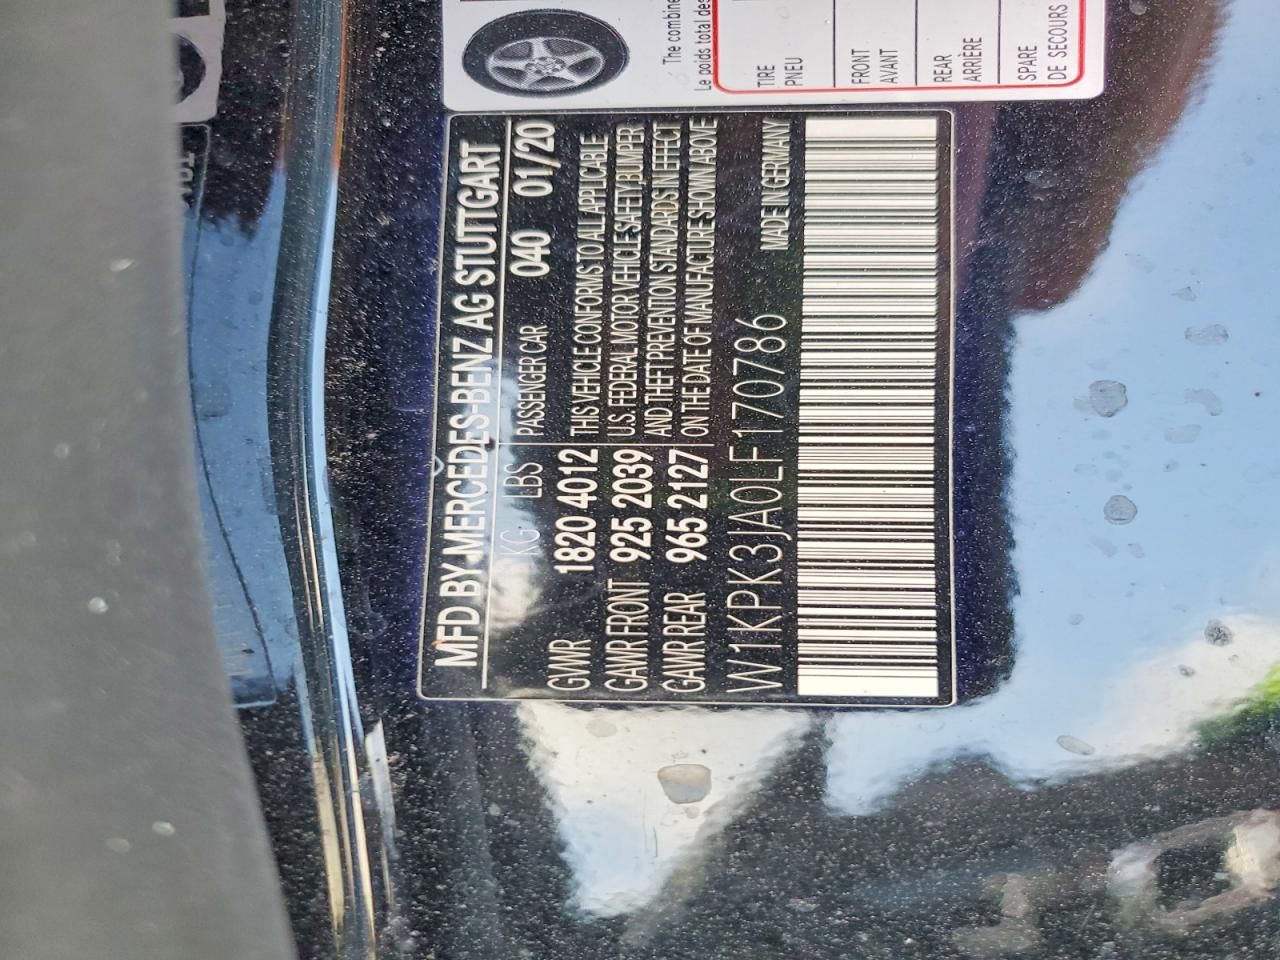 The combine
Le poids total des
TIRE
PNEU
FRONT
AVANT
REAR
ARRIÈRE
SPARE
DE SECOURS
MFD BY MERCEDES-BENZ AG STUTTGART
KG LBS PASSENGER CAR 040 01/20
GVWR 1820 4012
GAWR FRONT 925 2039
GAWR REAR 965 2127
THIS VEHICLE CONFORMS TO ALL APPLICABLE
U.S. FEDERAL MOTOR VEHICLE SAFETY BUMPER
AND THEFT PREVENTION STANDARDS IN EFFECT
ON THE DATE OF MANUFACTURE SHOWN ABOVE
W1KPK3JA0LF170786 MADE IN GERMANY